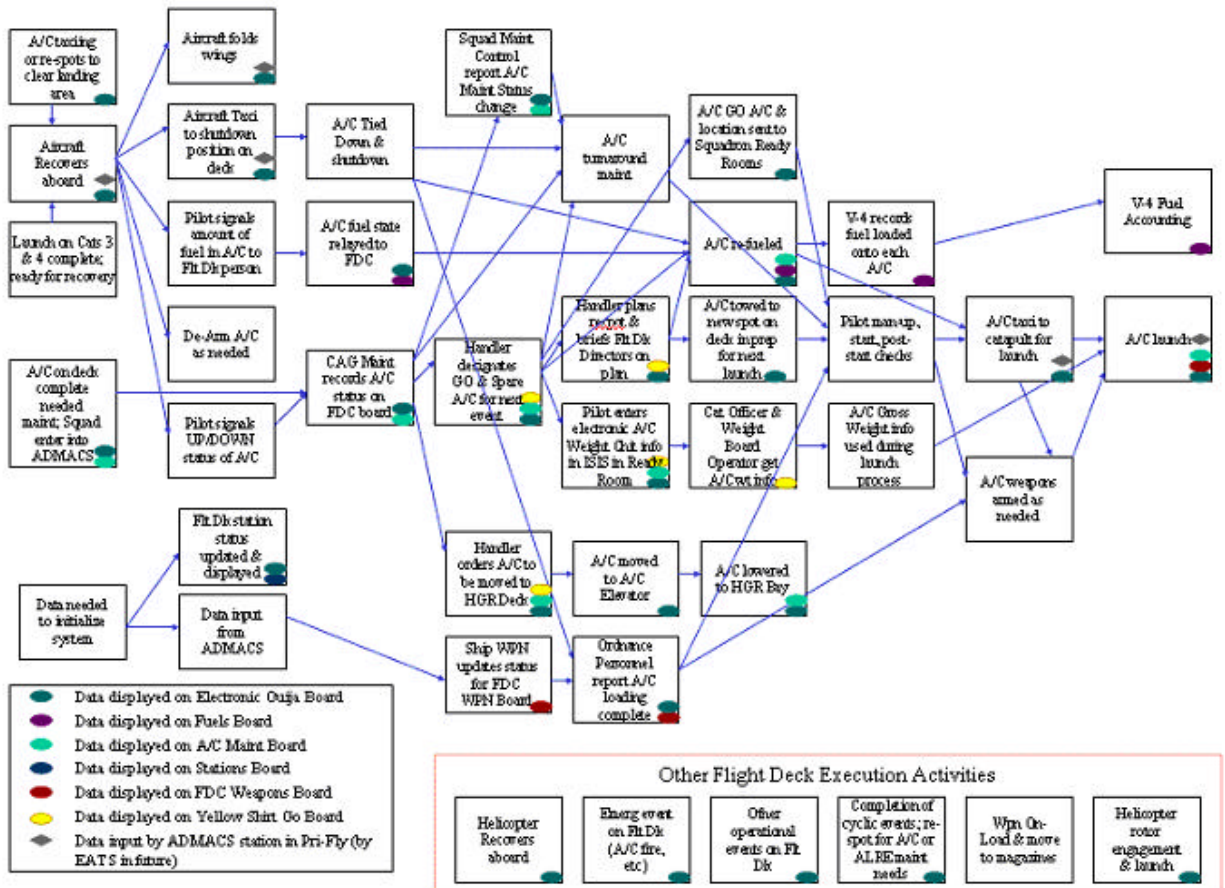 A/C taxiing
or re-spots to
clear landing
area
Aircraft
Recovers
aboard
Launch on Cats 3
& 4 complete;
ready for recovery
A/C on deck
complete
needed
maint; Squad
enter into
ADMACS
Data needed
to initialize
system
Aircraft folds
wings
Aircraft Taxi
to shutdown
position on
deck
Pilot signals
amount of
fuel in A/C to
Flt Dk person
De-Arm A/C
as needed
Pilot signals
UP/DOWN
status of A/C
Flt Dk station
status
updated &
displayed
Data input
from
ADMACS
A/C Tied
Down &
shutdown
A/C fuel state
relayed to
FDC
CAG Maint
records A/C
status on
FDC board
Squad Maint
Control
report A/C
Maint Status
change
Handler
designates
GO & Spare
A/C for next
event
Handler
orders A/C to
be moved to
HGR Deck
Ship WPN
updates status
for FDC
WPN Board
A/C
turnaround
maint
Handler plans
respot &
briefs Flt Dk
Directors on
plan
Pilot enters
electronic A/C
Weight Chit info
in ISIS in Ready
Room
A/C moved
to A/C
Elevator
Ordnance
Personnel
report A/C
loading
complete
A/C GO A/C &
location sent to
Squadron Ready
Rooms
A/C re-fueled
A/C towed to
new spot on
deck in prep for
next launch
Cat Officer &
Weight
Board
Operator get
A/C wt info
A/C lowered
to HGR Bay
V-4 records
fuel loaded
onto each
A/C
Pilot man-up,
start, post-
start checks
A/C Gross
Weight info
used during
launch
process
A/C taxi to
catapult for
launch
A/C weapons
armed as
needed
V-4 Fuel
Accounting
A/C launch
Data displayed on Electronic Ouija Board
Data displayed on Fuels Board
Data displayed on A/C Maint Board
Data displayed on Stations Board
Data displayed on FDC Weapons Board
Data displayed on Yellow Shirt Go Board
Data input by ADMACS station in Pri-Fly (by
EATS in future)
Other Flight Deck Execution Activities
Helicopter
Recovers
aboard
Emerg event
on Flt Dk
(A/C fire,
etc)
Other
operational
events on Flt
Dk
Completion of
cyclic events; re-
spot for A/C or
ALRE maint
needs
Wpn On-
Load & move
to magazines
Helicopter
rotor
engagement
& launch